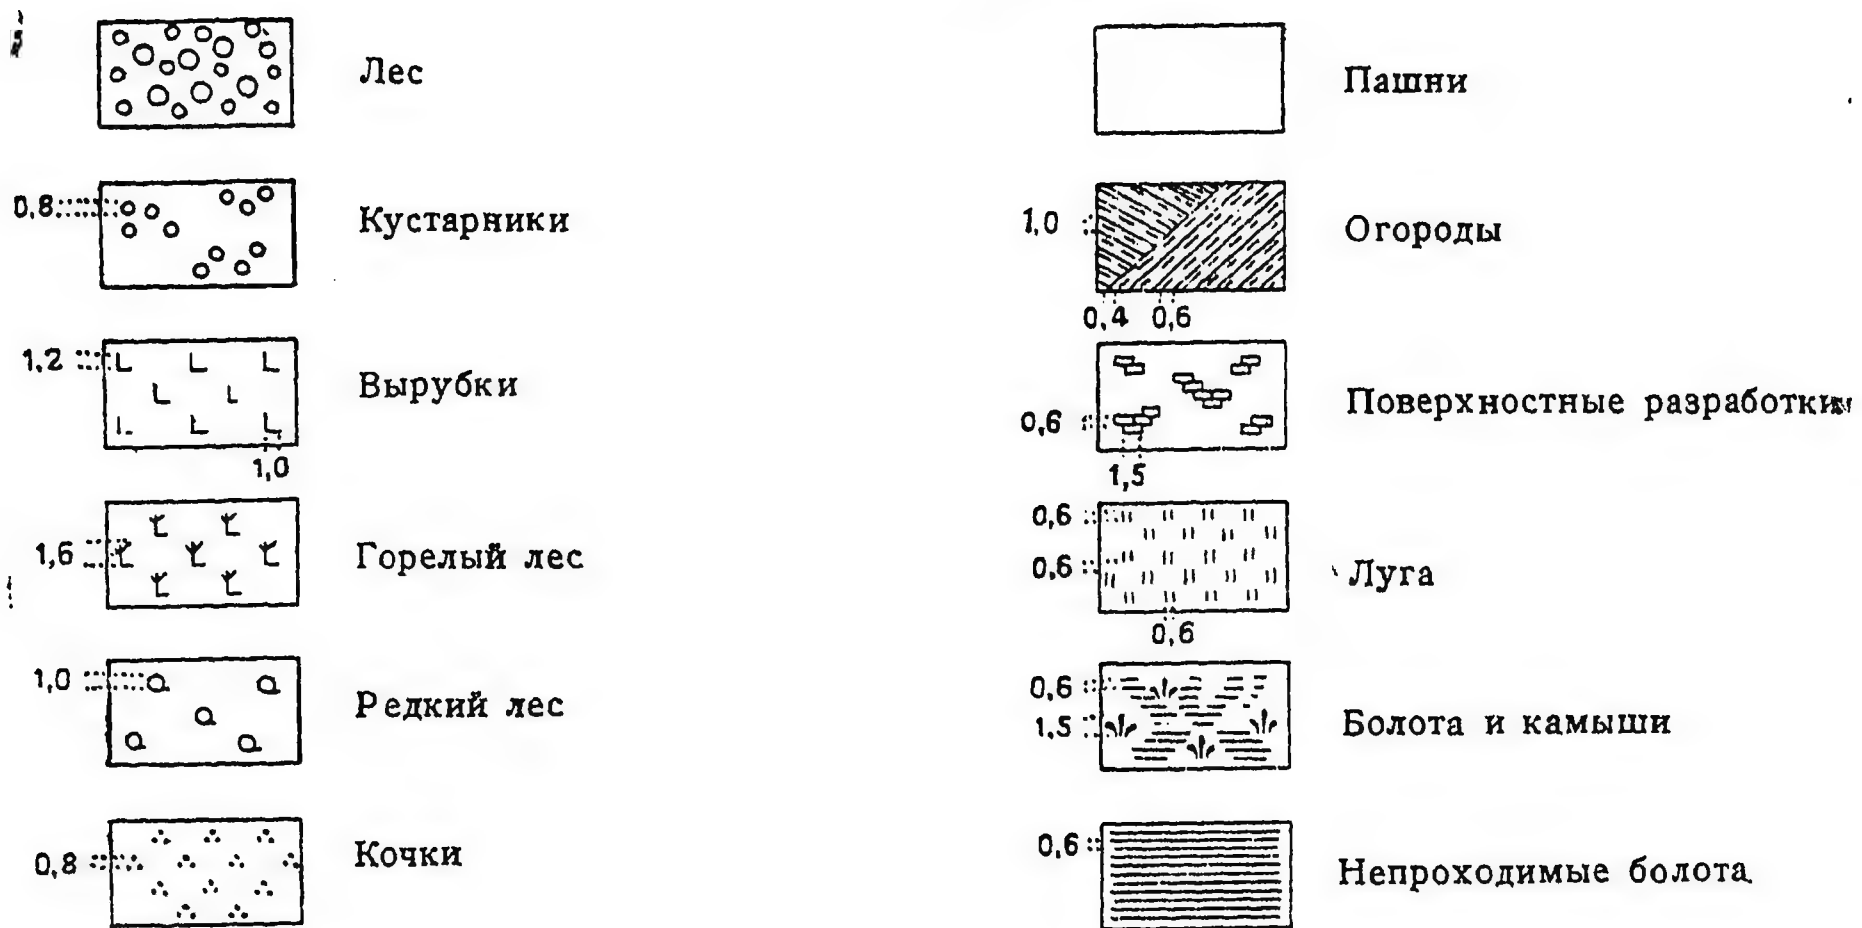 Лес
0,8
Кустарники
1,2
Вырубки
1,0
1,6
Горелый лес
1,0
Редкий лес
0,8
Кочки
Пашни
1,0
Огороды
0,4 0,6
0,6
Поверхностные разработки
1,5
0,6
0,6
Луга
0,6
0,6
1,5
Болота и камыши
0,6
Непроходимые болота